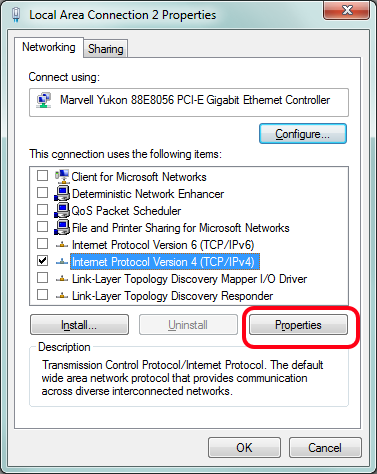 Local Area Connection 2 Properties
Networking
Sharing
Connect using:
Marvell Yukon 88E8056 PCI-E Gigabit Ethernet Controller
Configure...
This connection uses the following items:
Client for Microsoft Networks
Deterministic Network Enhancer
QoS Packet Scheduler
File and Printer Sharing for Microsoft Networks
Internet Protocol Version 6 (TCP/IPv6)
Internet Protocol Version 4 (TCP/IPv4)
Link-Layer Topology Discovery Mapper I/O Driver
Link-Layer Topology Discovery Responder
Install...
Uninstall
Properties
Description
Transmission Control Protocol/Internet Protocol. The default
wide area network protocol that provides communication
across diverse interconnected networks.
OK
Cancel